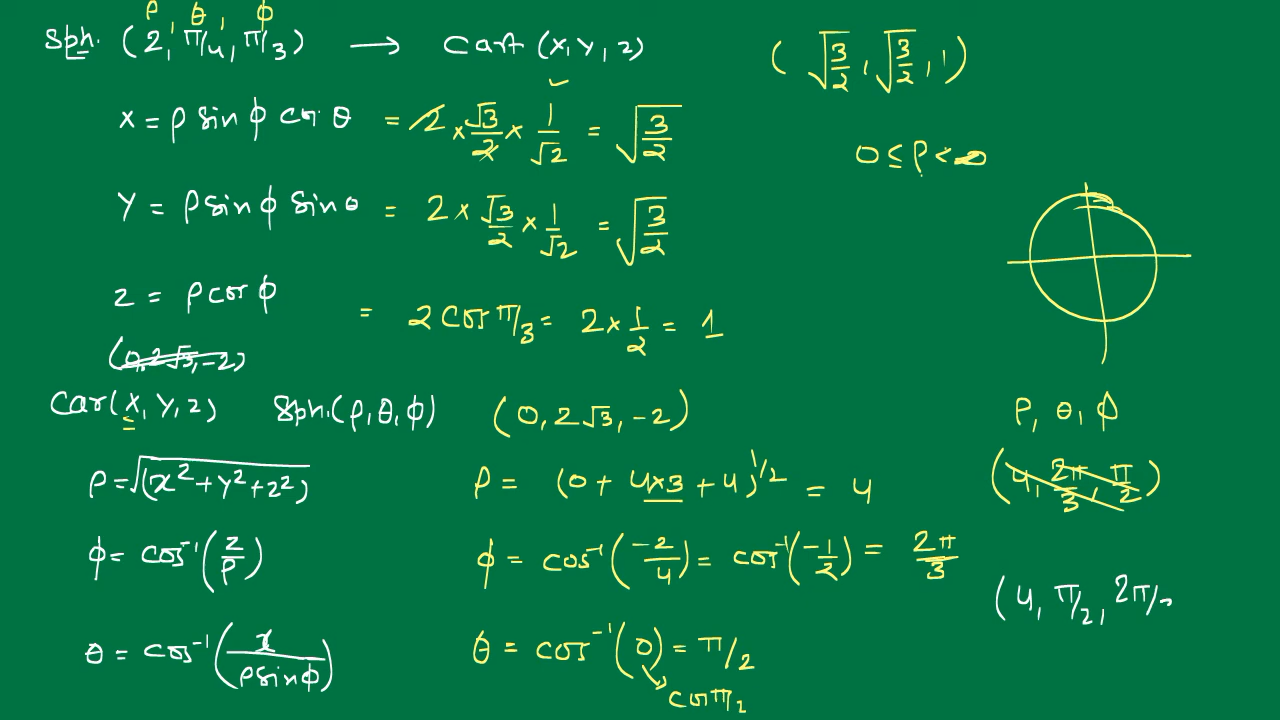 ρ, θ, φ
Sph. (2, π/4, π/3) → Cart (x, y, z)
(√(3/2), √(3/2), 1)
x = ρ sin φ cos θ = 2 × √3/2 × 1/√2 = √(3/2)
0 ≤ ρ < ∞
y = ρ sin φ sin θ = 2 × √3/2 × 1/√2 = √(3/2)
z = ρ cos φ = 2 cos π/3 = 2 × 1/2 = 1
(0, 2√3, -2)
Car (x, y, z) Sph. (ρ, θ, φ) (0, 2√3, -2)
ρ, θ, φ
ρ = √(x² + y² + z²) ρ = (0 + 4×3 + 4)^1/2 = 4
(4, 2π/3, π/2)
φ = cos⁻¹(z/ρ) φ = cos⁻¹(-2/4) = cos⁻¹(-1/2) = 2π/3
(4, π/2, 2π/
θ = cos⁻¹(x/(ρ sin φ)) θ = cos⁻¹(0) = π/2
cos π/2